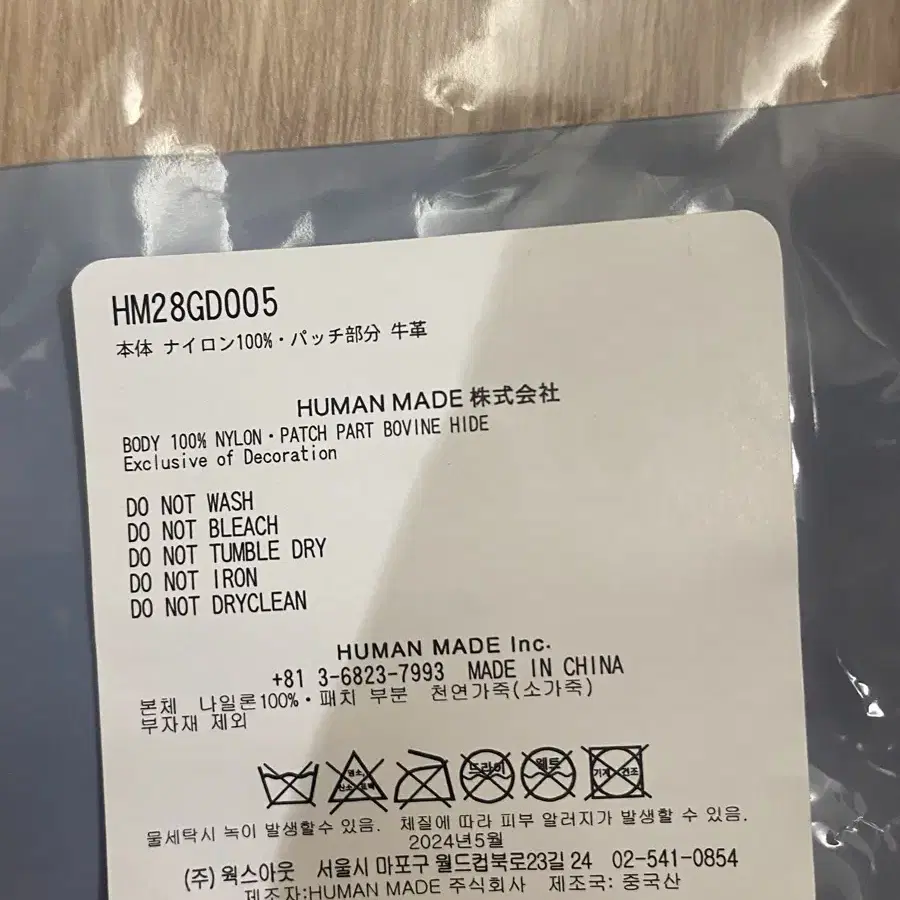 HM28GD005
本体 ナイロン100%・パッチ部分 牛革
HUMAN MADE 株式会社
BODY 100% NYLON・PATCH PART BOVINE HIDE
Exclusive of Decoration
DO NOT WASH
DO NOT BLEACH
DO NOT TUMBLE DRY
DO NOT IRON
DO NOT DRYCLEAN
HUMAN MADE Inc.
+81 3-6823-7993 MADE IN CHINA
본체 나일론100%・패치 부분 천연가죽(소가죽)
부자재 제외
염소, 드라이 웰투
산소 표백 기계 건조
물세탁시 녹이 발생할수 있음. 체질에 따라 피부 알러지가 발생할수 있음.
2024년5월
(주) 웍스아웃 서울시 마포구 월드컵북로23길 24 02-541-0854
제조자:HUMAN MADE 주식회사 제조국: 중국산